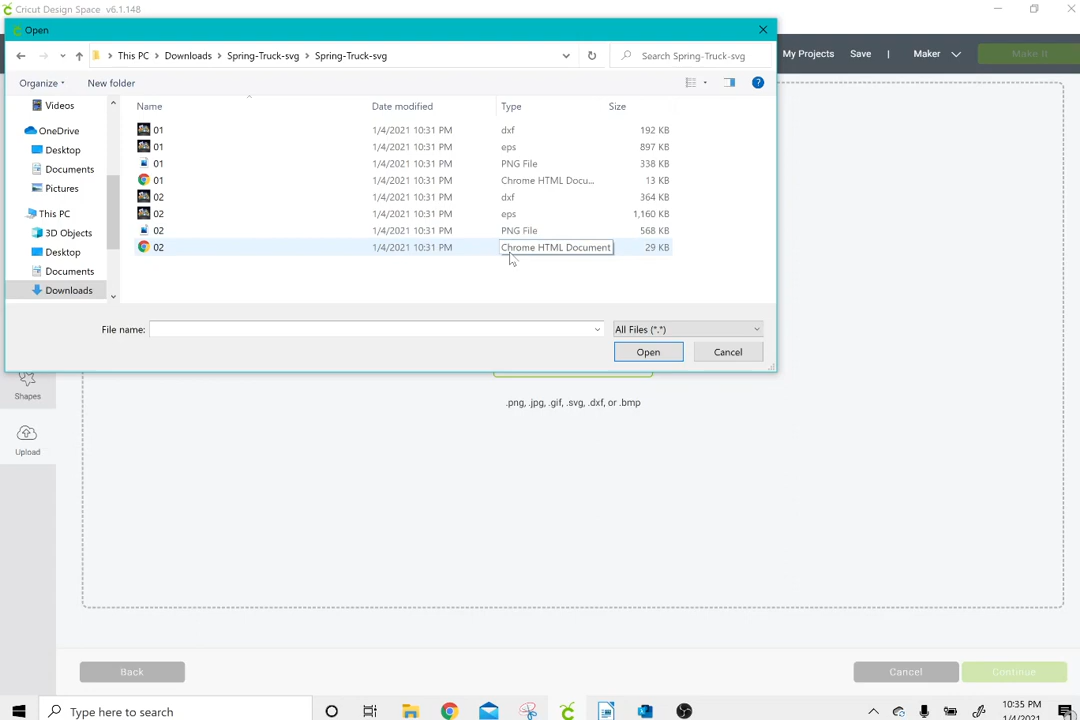 Cricut Design Space v6.1.148
Open
This PC > Downloads > Spring-Truck-svg > Spring-Truck-svg
Search Spring-Truck-svg
My Projects Save | Maker Make It
Organize New folder
Name Date modified Type Size
Videos
OneDrive
Desktop
Documents
Pictures
This PC
3D Objects
Desktop
Documents
Downloads
01 1/4/2021 10:31 PM dxf 192 KB
01 1/4/2021 10:31 PM eps 897 KB
01 1/4/2021 10:31 PM PNG File 338 KB
01 1/4/2021 10:31 PM Chrome HTML Docu... 13 KB
02 1/4/2021 10:31 PM dxf 364 KB
02 1/4/2021 10:31 PM eps 1,160 KB
02 1/4/2021 10:31 PM PNG File 568 KB
02 1/4/2021 10:31 PM Chrome HTML Document 29 KB
File name: All Files (*.*)
Open Cancel
Shapes
.png, .jpg, .gif, .svg, .dxf, or .bmp
Upload
Back Cancel Continue
Type here to search
10:35 PM
1/4/2021